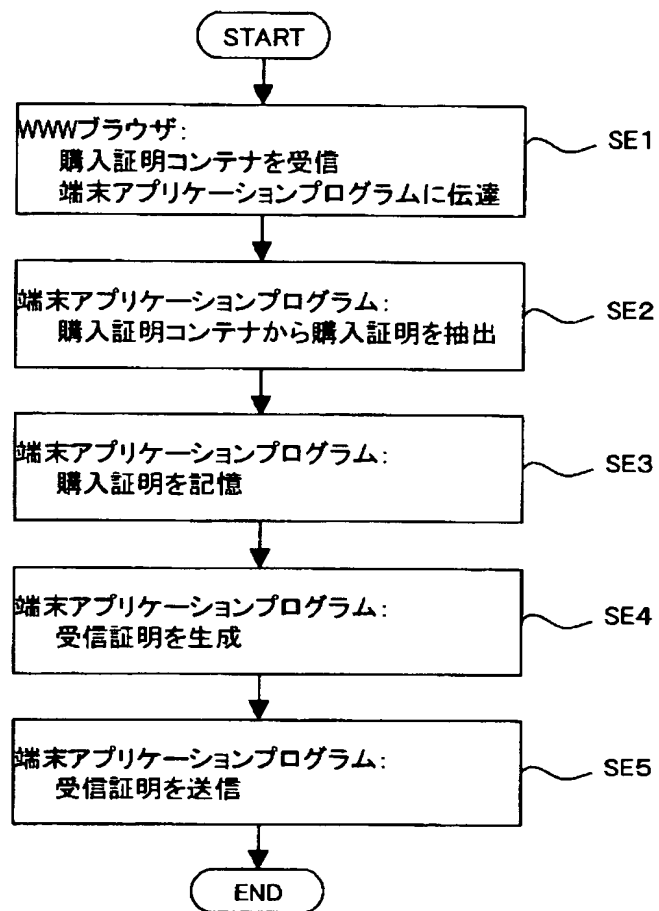 START
WWWブラウザ:
購入証明コンテナを受信
端末アプリケーションプログラムに伝達
SE1
端末アプリケーションプログラム:
購入証明コンテナから購入証明を抽出
SE2
端末アプリケーションプログラム:
購入証明を記憶
SE3
端末アプリケーションプログラム:
受信証明を生成
SE4
端末アプリケーションプログラム:
受信証明を送信
SE5
END